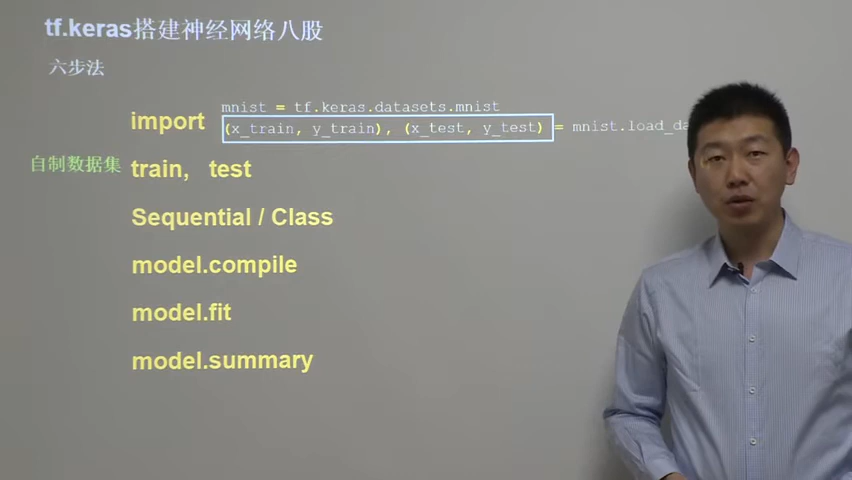 tf.keras搭建神经网络八股
六步法
mnist = tf.keras.datasets.mnist
import
(x_train, y_train), (x_test, y_test) = mnist.load_da
自制数据集 train, test
Sequential / Class
model.compile
model.fit
model.summary